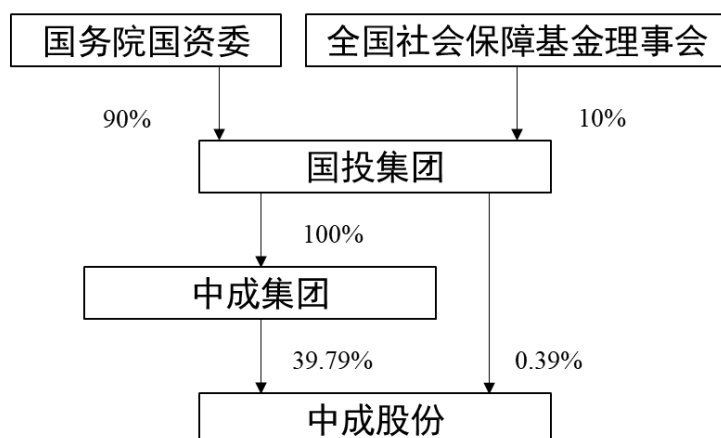 国务院国资委
全国社会保障基金理事会
90%
10%
国投集团
100%
中成集团
39.79%
0.39%
中成股份